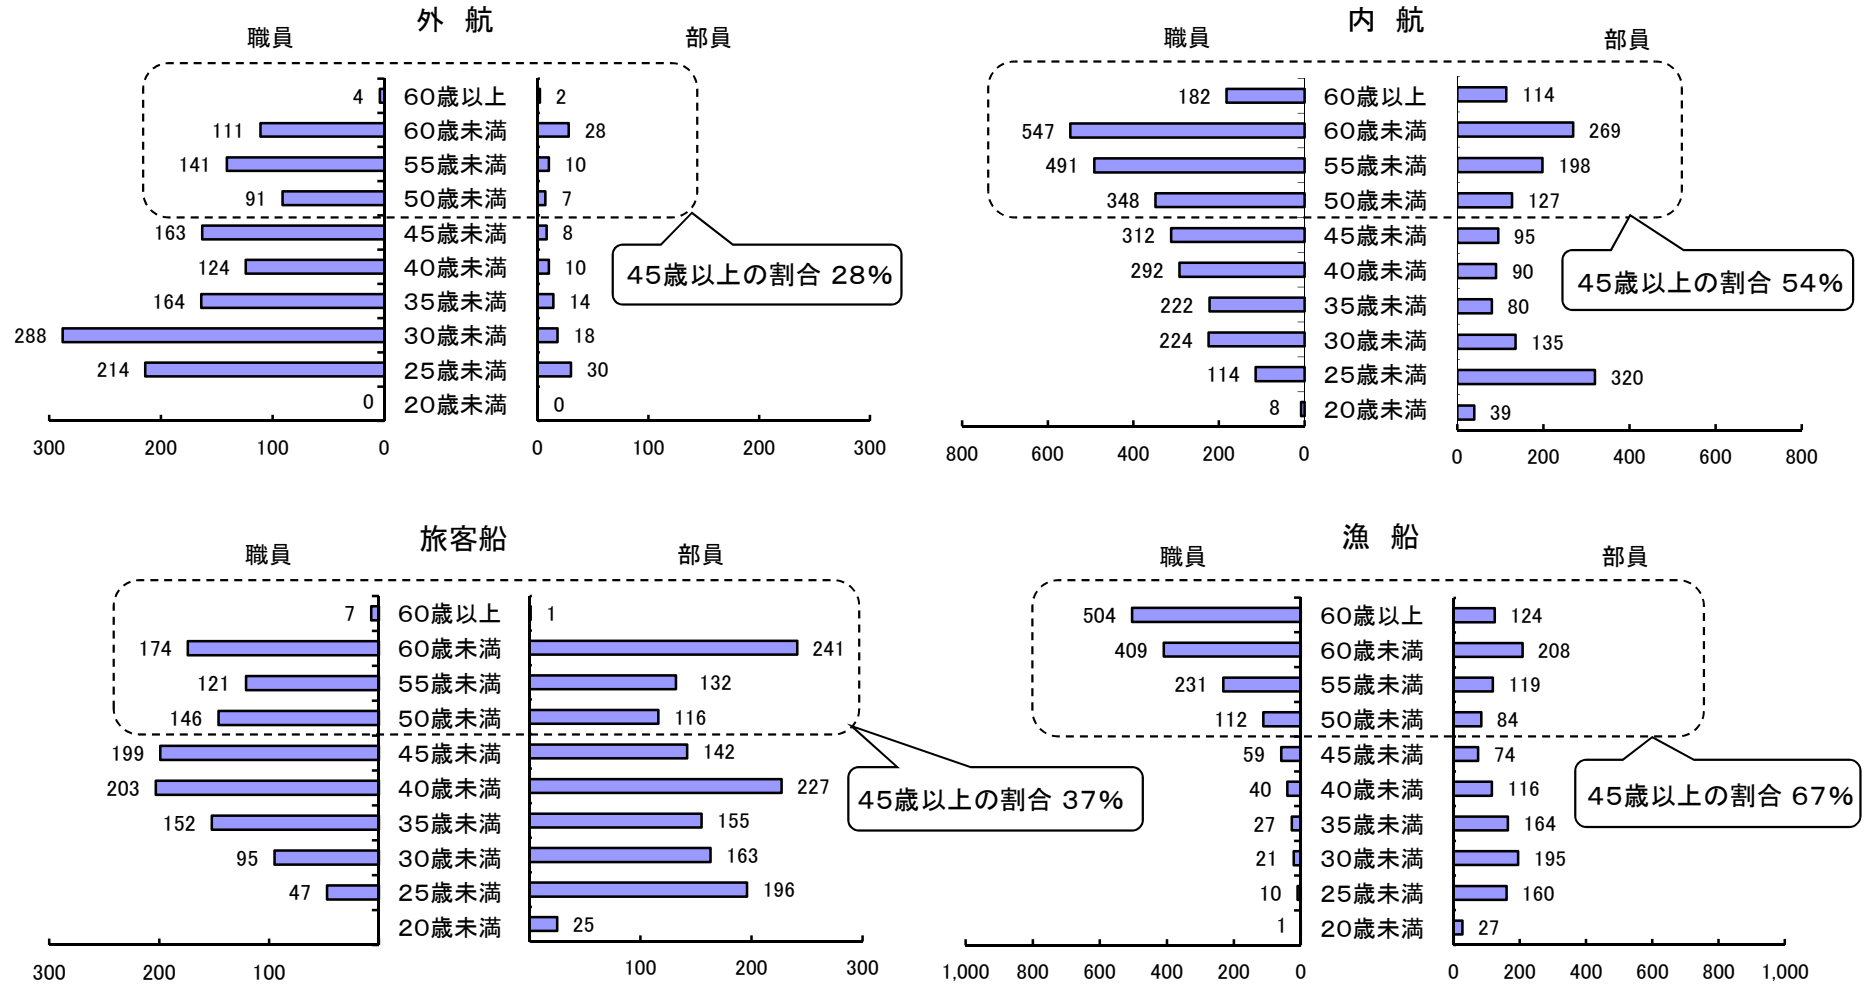 外 航
職員 部員
4 60歳以上 2
111 60歳未満 28
141 55歳未満 10
91 50歳未満 7
163 45歳未満 8
124 40歳未満 10
164 35歳未満 14
288 30歳未満 18
214 25歳未満 30
0 20歳未満 0
300 200 100 0 0 100 200 300
45歳以上の割合 28%
内 航
職員 部員
182 60歳以上 114
547 60歳未満 269
491 55歳未満 198
348 50歳未満 127
312 45歳未満 95
292 40歳未満 90
222 35歳未満 80
224 30歳未満 135
114 25歳未満 320
8 20歳未満 39
800 600 400 200 0 0 200 400 600 800
45歳以上の割合 54%
旅客船
職員 部員
7 60歳以上 1
174 60歳未満 241
121 55歳未満 132
146 50歳未満 116
199 45歳未満 142
203 40歳未満 227
152 35歳未満 155
95 30歳未満 163
47 25歳未満 196
20歳未満 25
300 200 100 100 200 300
45歳以上の割合 37%
漁 船
職員 部員
504 60歳以上 124
409 60歳未満 208
231 55歳未満 119
112 50歳未満 84
59 45歳未満 74
40 40歳未満 116
27 35歳未満 164
21 30歳未満 195
10 25歳未満 160
1 20歳未満 27
1,000 800 600 400 200 0 0 200 400 600 800 1,000
45歳以上の割合 67%